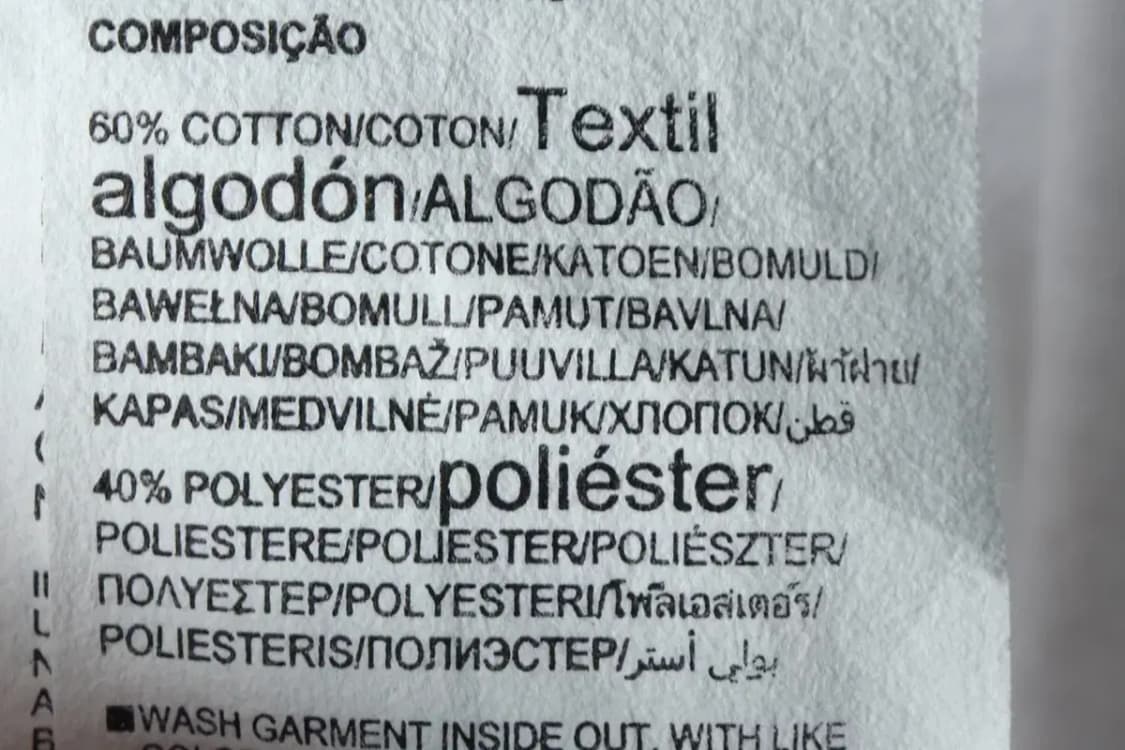 COMPOSIÇÃO
60% COTTON/COTON/Textil
algodón/ALGODÃO/
BAUMWOLLE/COTONE/KATOEN/BOMULD/
BAWEŁNA/BOMULL/PAMUT/BAVLNA/
BAMBAKI/BOMBAŽ/PUUVILLA/KATUN/ผ้าฝ้าย/
KAPAS/MEDVILNĖ/PAMUK/ХЛОПОК/قطن
40% POLYESTER/poliéster/
POLIESTERE/POLIESTER/POLIÉSZTER/
ΠΟΛΥΕΣΤΕΡ/POLYESTERI/โพลีเอสเตอร์/
POLIESTERIS/ПОЛИЭСТЕР/بولي أستر
WASH GARMENT INSIDE OUT, WITH LIKE